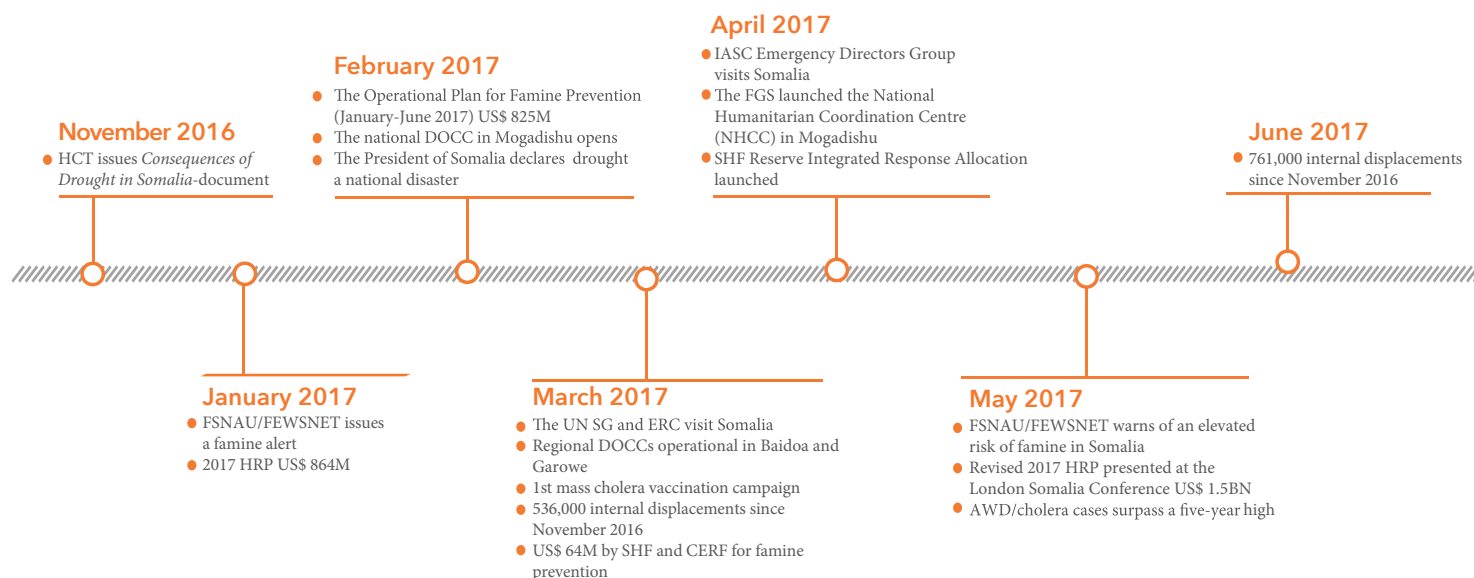 November 2016
HCT issues Consequences of
Drought in Somalia-document
January 2017
FSNAU/FEWSNET issues
a famine alert
2017 HRP US$ 864M
February 2017
The Operational Plan for Famine Prevention
(January-June 2017) US$ 825M
The national DOCC in Mogadishu opens
The President of Somalia declares drought
a national disaster
March 2017
The UN SG and ERC visit Somalia
Regional DOCCs operational in Baidoa and
Garowe
1st mass cholera vaccination campaign
536,000 internal displacements since
November 2016
US$ 64M by SHF and CERF for famine
prevention
April 2017
IASC Emergency Directors Group
visits Somalia
The FGS launched the National
Humanitarian Coordination Centre
(NHCC) in Mogadishu
SHF Reserve Integrated Response Allocation
launched
May 2017
FSNAU/FEWSNET warns of an elevated
risk of famine in Somalia
Revised 2017 HRP presented at the
London Somalia Conference US$ 1.5BN
AWD/cholera cases surpass a five-year high
June 2017
761,000 internal displacements
since November 2016